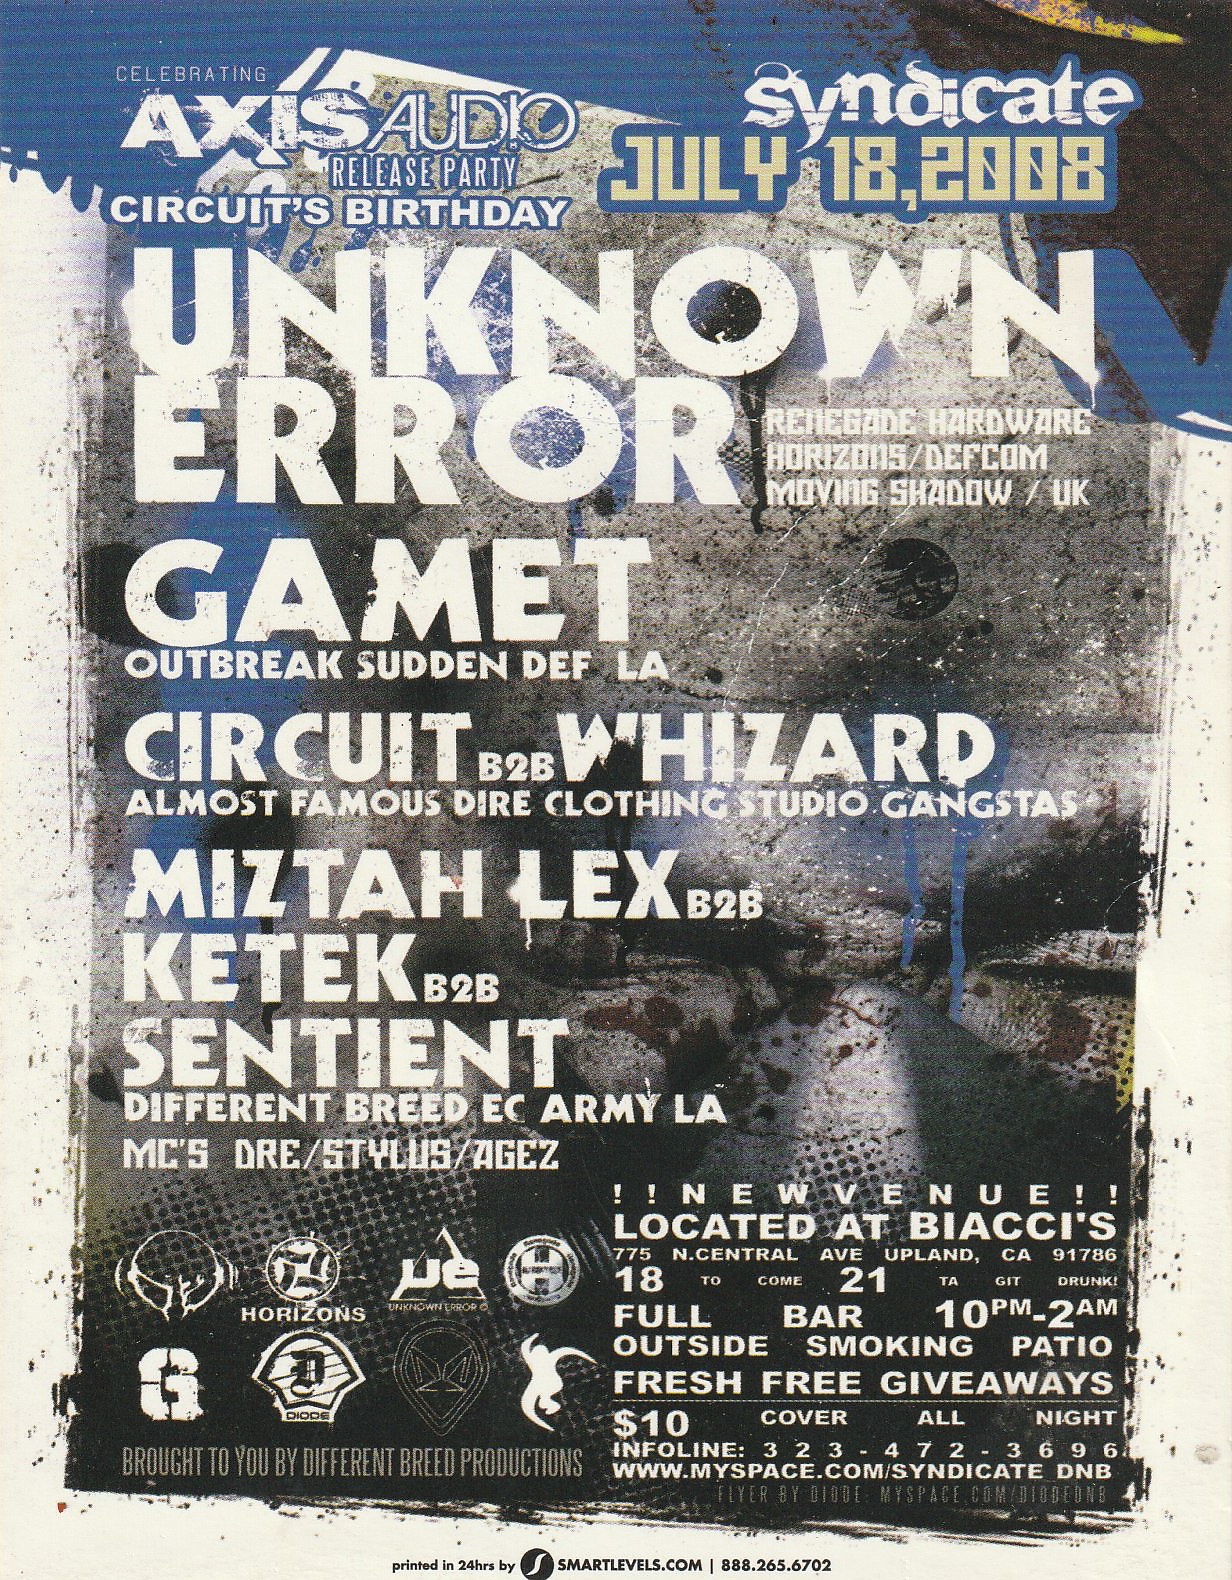 CELEBRATING
AXIS AUDIO
RELEASE PARTY
CIRCUIT'S BIRTHDAY
syndicate
JULY 18,2008
UNKNOWN
ERROR
RENEGADE HARDWARE
HORIZONS/DEFCOM
MOVING SHADOW / UK
GAMET
OUTBREAK SUDDEN DEF LA
CIRCUIT B2B WHIZARD
ALMOST FAMOUS DIRE CLOTHING STUDIO GANGSTAS
MIZTAH LEX B2B
KETEK B2B
SENTIENT
DIFFERENT BREED EC ARMY LA
MC'S DRE/STYLUS/AGEZ
HORIZONS
UE
UNKNOWN ERROR ©
H
G
D
DIODE
BROUGHT TO YOU BY DIFFERENT BREED PRODUCTIONS
!!NEW VENUE!!
LOCATED AT BIACCI'S
775 N.CENTRAL AVE UPLAND, CA 91786
18 TO COME 21 TA GIT DRUNK!
FULL BAR 10PM-2AM
OUTSIDE SMOKING PATIO
FRESH FREE GIVEAWAYS
$10 COVER ALL NIGHT
INFOLINE: 323-472-3696
WWW.MYSPACE.COM/SYNDICATE_DNB
FLYER BY DIODE: MYSPACE.COM/DIODEDNB
printed in 24hrs by SMARTLEVELS.COM | 888.265.6702